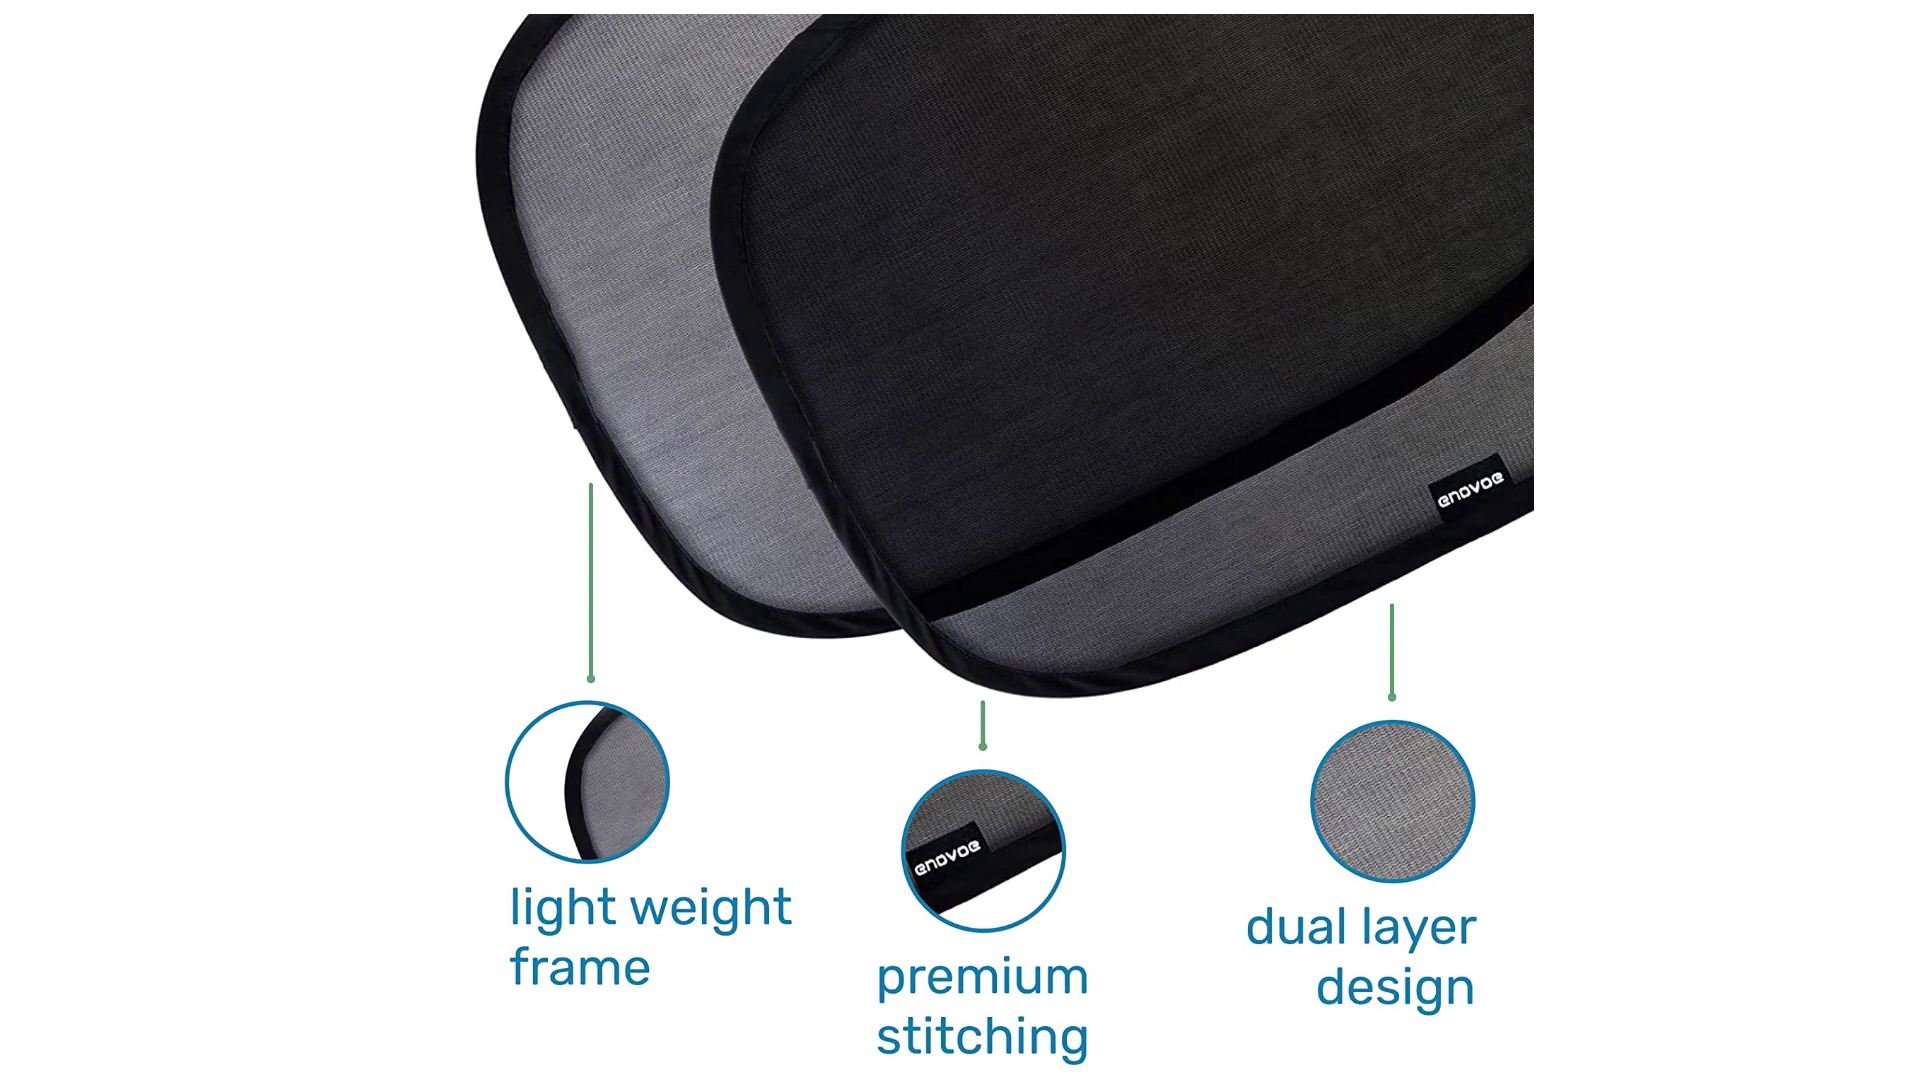 enovoe
light weight
frame
enovoe
premium
stitching
dual layer
design